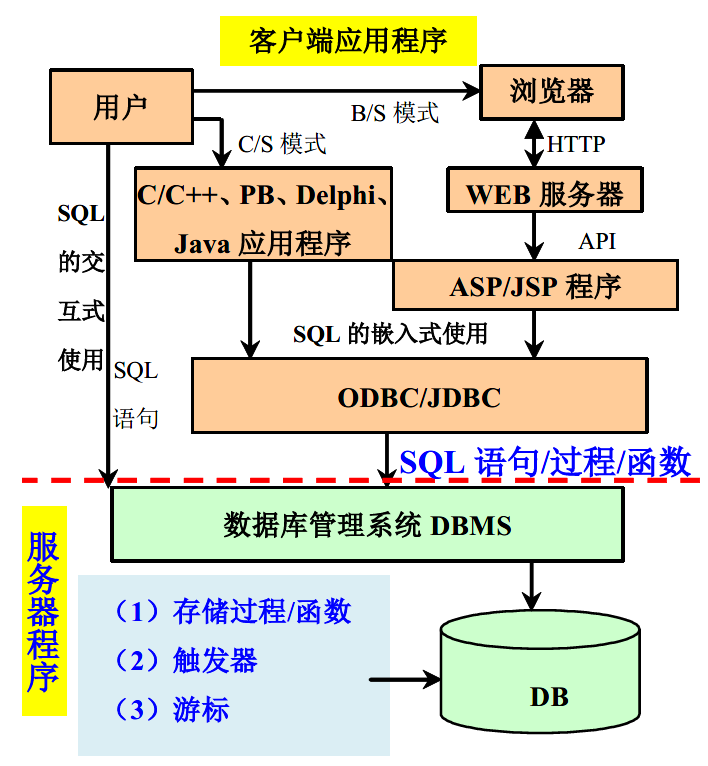 客户端应用程序
用户
浏览器
B/S 模式
C/S 模式
HTTP
C/C++、PB、Delphi、
Java 应用程序
WEB 服务器
SQL
的交
互式
使用
API
ASP/JSP 程序
SQL 的嵌入式使用
SQL
语句
ODBC/JDBC
SQL 语句/过程/函数
数据库管理系统 DBMS
服务器程序
（1）存储过程/函数
（2）触发器
（3）游标
DB